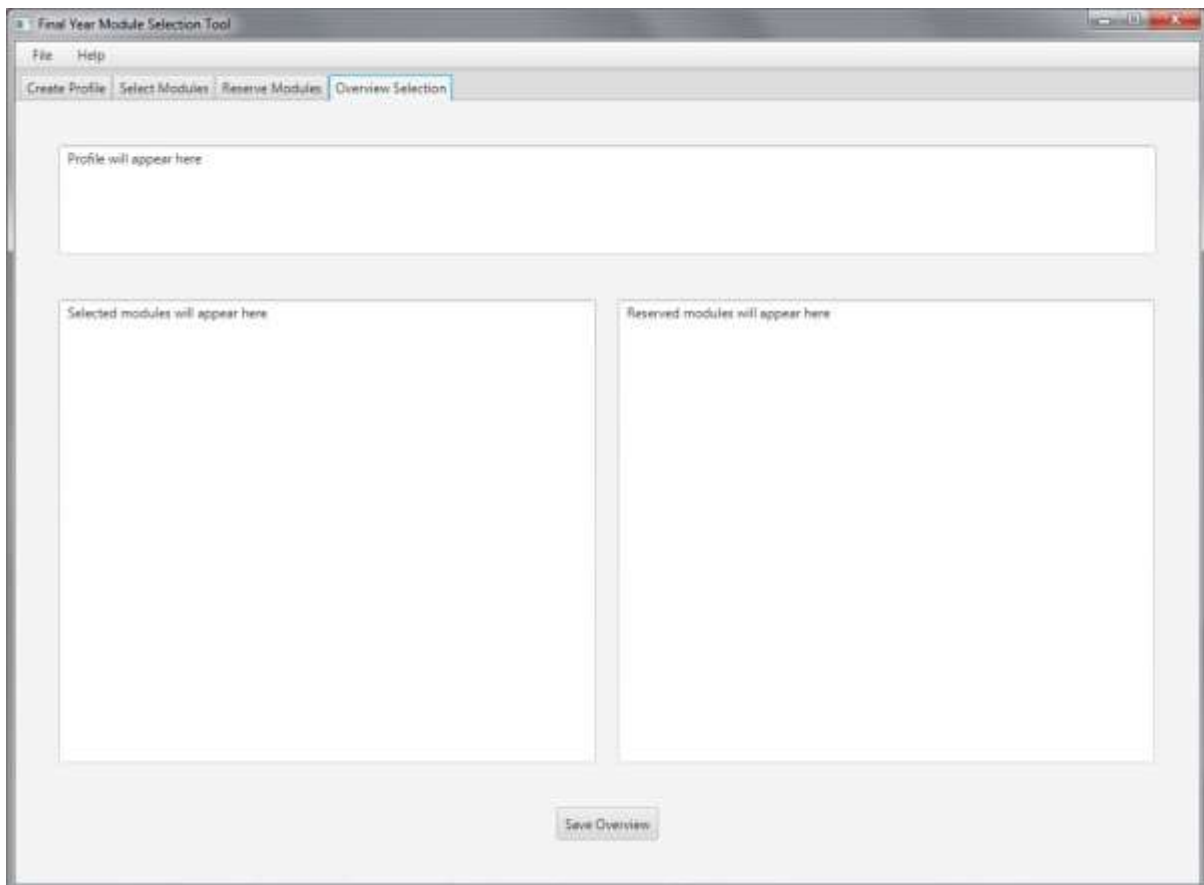 Final Year Module Selection Tool
File Help
Create Profile Select Modules Reserve Modules Overview Selection
Profile will appear here
Selected modules will appear here
Reserved modules will appear here
Save Overview